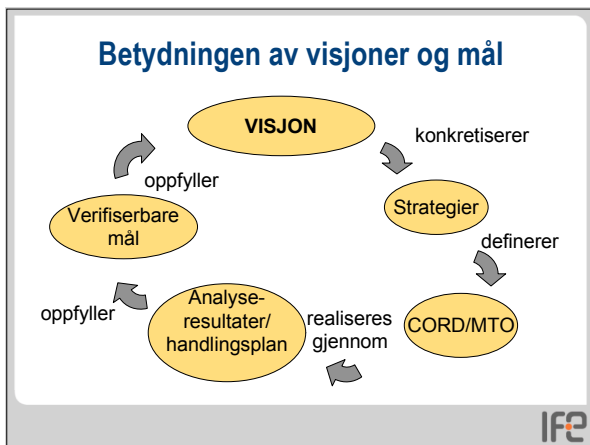 Betydningen av visjoner og mål
VISJON
konkretiserer
Strategier
definerer
CORD/MTO
realiseres
gjennom
Analyse-
resultater/
handlingsplan
oppfyller
Verifiserbare
mål
oppfyller
IFE